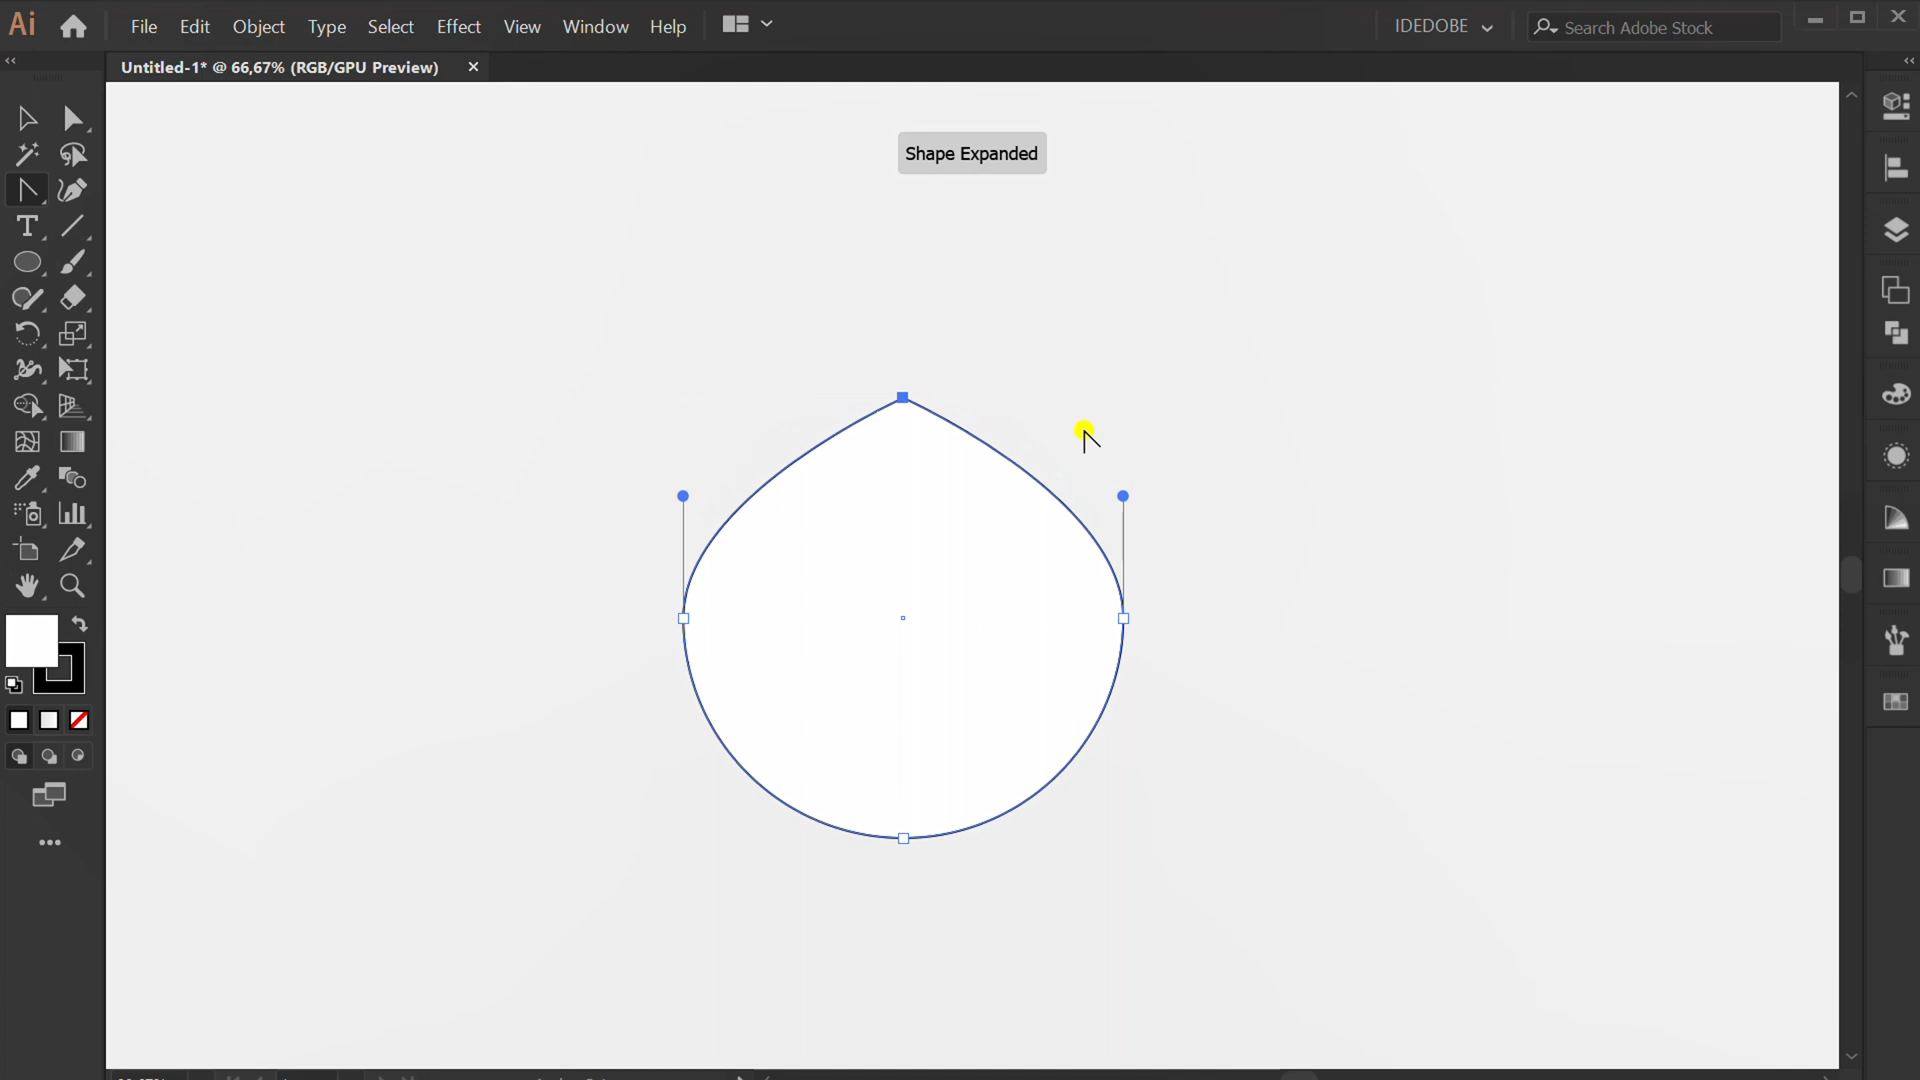 Ai File Edit Object Type Select Effect View Window Help IDEDOBE Search Adobe Stock
Untitled-1* @ 66,67% (RGB/GPU Preview)
Shape Expanded